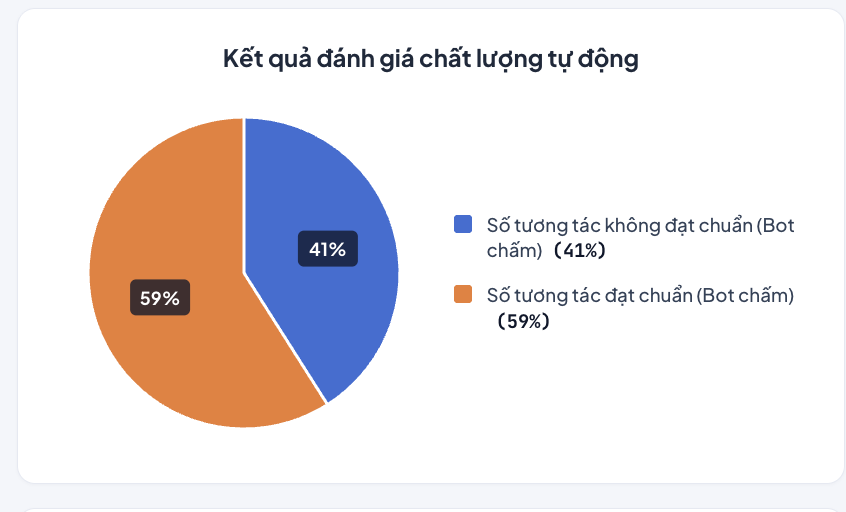 Kết quả đánh giá chất lượng tự động
41%
59%
Số tương tác không đạt chuẩn (Bot
chấm) (41%)
Số tương tác đạt chuẩn (Bot chấm)
(59%)